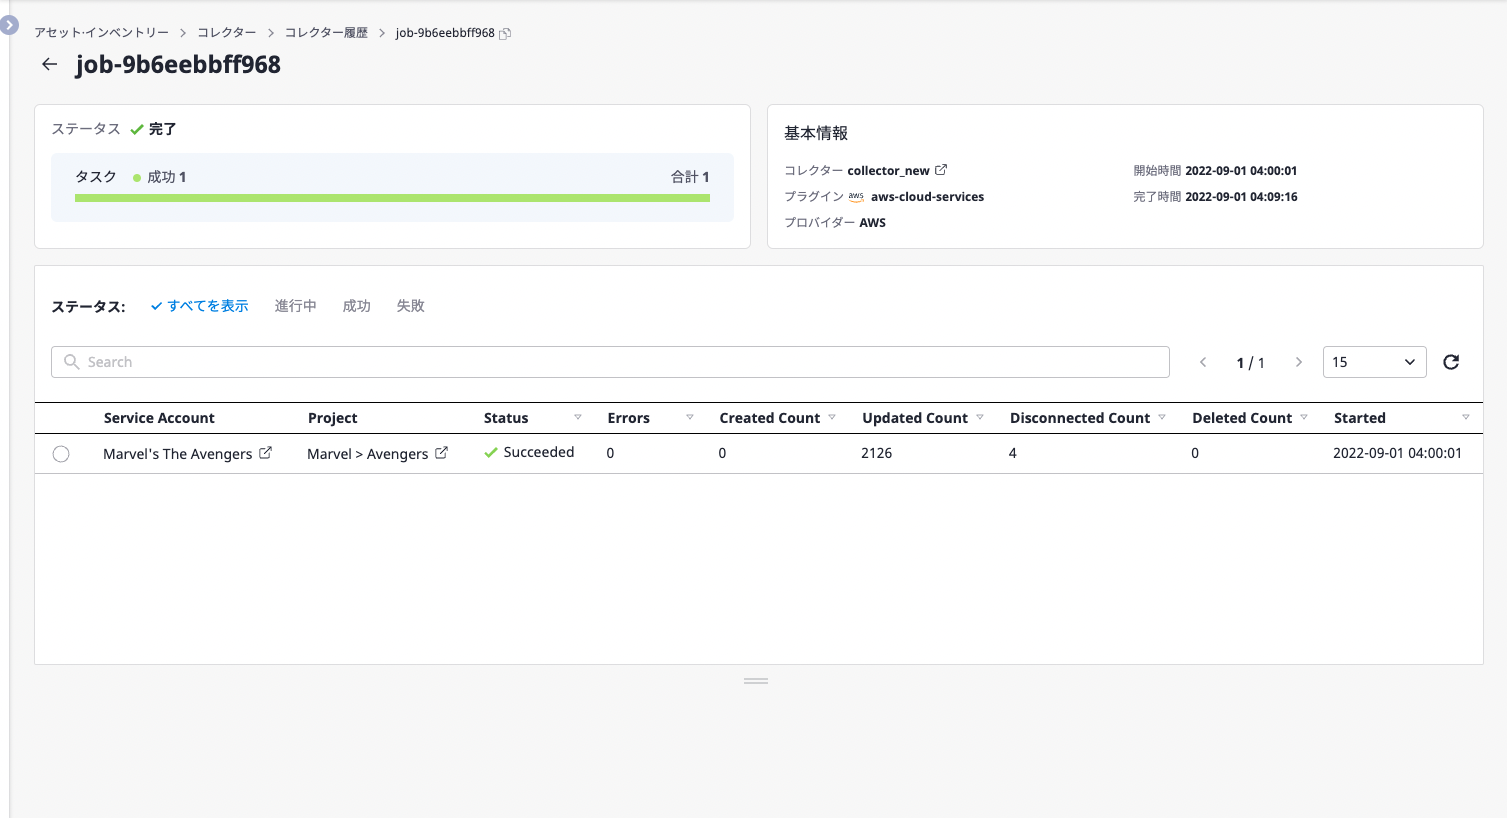 アセット·インベントリー > コレクター > コレクター履歴 > job-9b6eebbff968
job-9b6eebbff968
ステータス 完了
タスク 成功 1 合計 1
基本情報
コレクター collector_new 開始時間 2022-09-01 04:00:01
プラグイン aws aws-cloud-services 完了時間 2022-09-01 04:09:16
プロバイダー AWS
ステータス: すべてを表示 進行中 成功 失敗
Search 1 / 1 15
Service Account Project Status Errors Created Count Updated Count Disconnected Count Deleted Count Started
Marvel's The Avengers Marvel > Avengers Succeeded 0 0 2126 4 0 2022-09-01 04:00:01